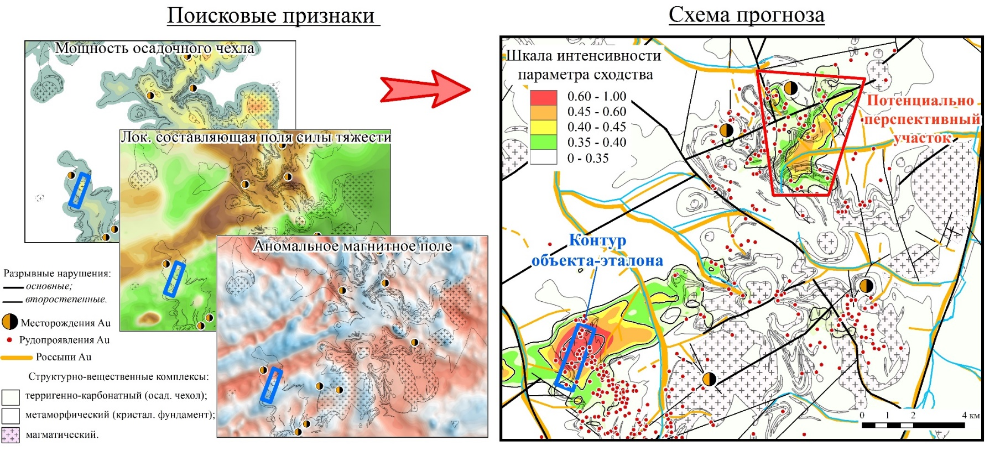 Поисковые признаки
Мощность осадочного чехла
Лок. составляющая поля силы тяжести
Аномальное магнитное поле
Разрывные нарушения:
основные;
второстепенные.
Месторождения Au
Рудопроявления Au
Россыпи Au
Структурно-вещественные комплексы:
терригенно-карбонатный (осад. чехол);
метаморфический (кристал. фундамент);
магматический.
Схема прогноза
Шкала интенсивности
параметра сходства
0.60 - 1.00
0.45 - 0.60
0.40 - 0.45
0.35 - 0.40
0 - 0.35
Потенциально
перспективный
участок
Контур
объекта-эталона
0 1 2 4 км